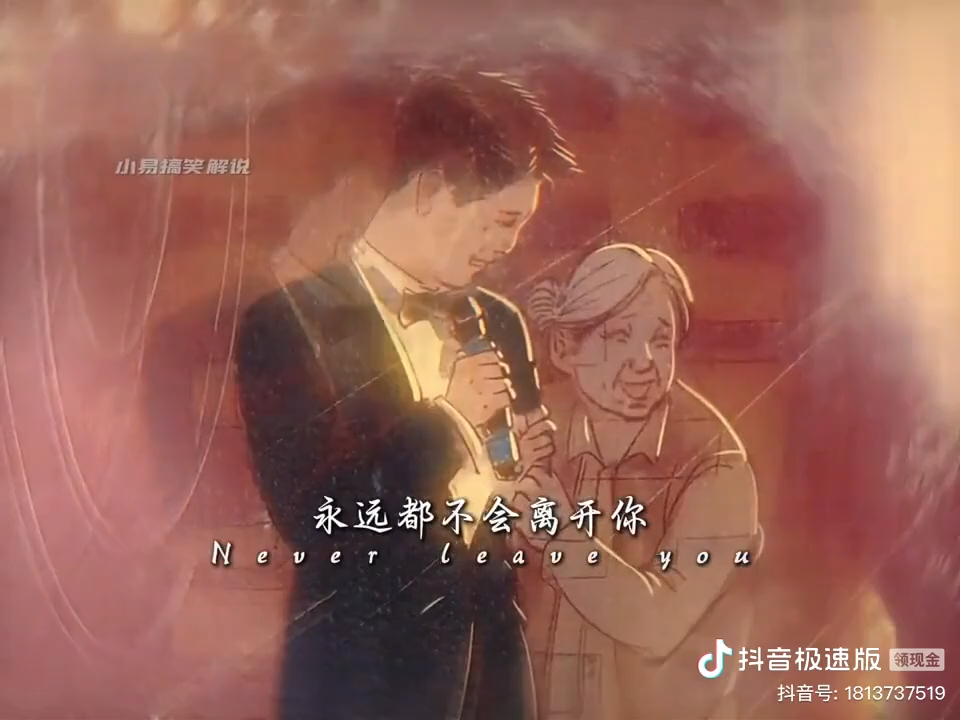 小易搞笑解说
永远都不会离开你
Never leave you
抖音极速版 领现金
抖音号: 1813737519